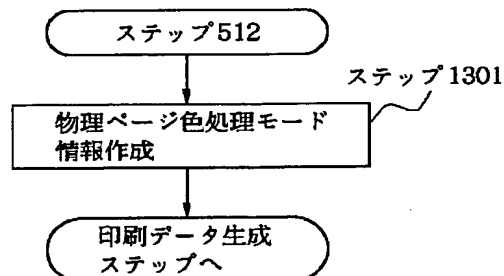 ステップ512
ステップ1301
物理ページ色処理モード
情報作成
印刷データ生成
ステップへ